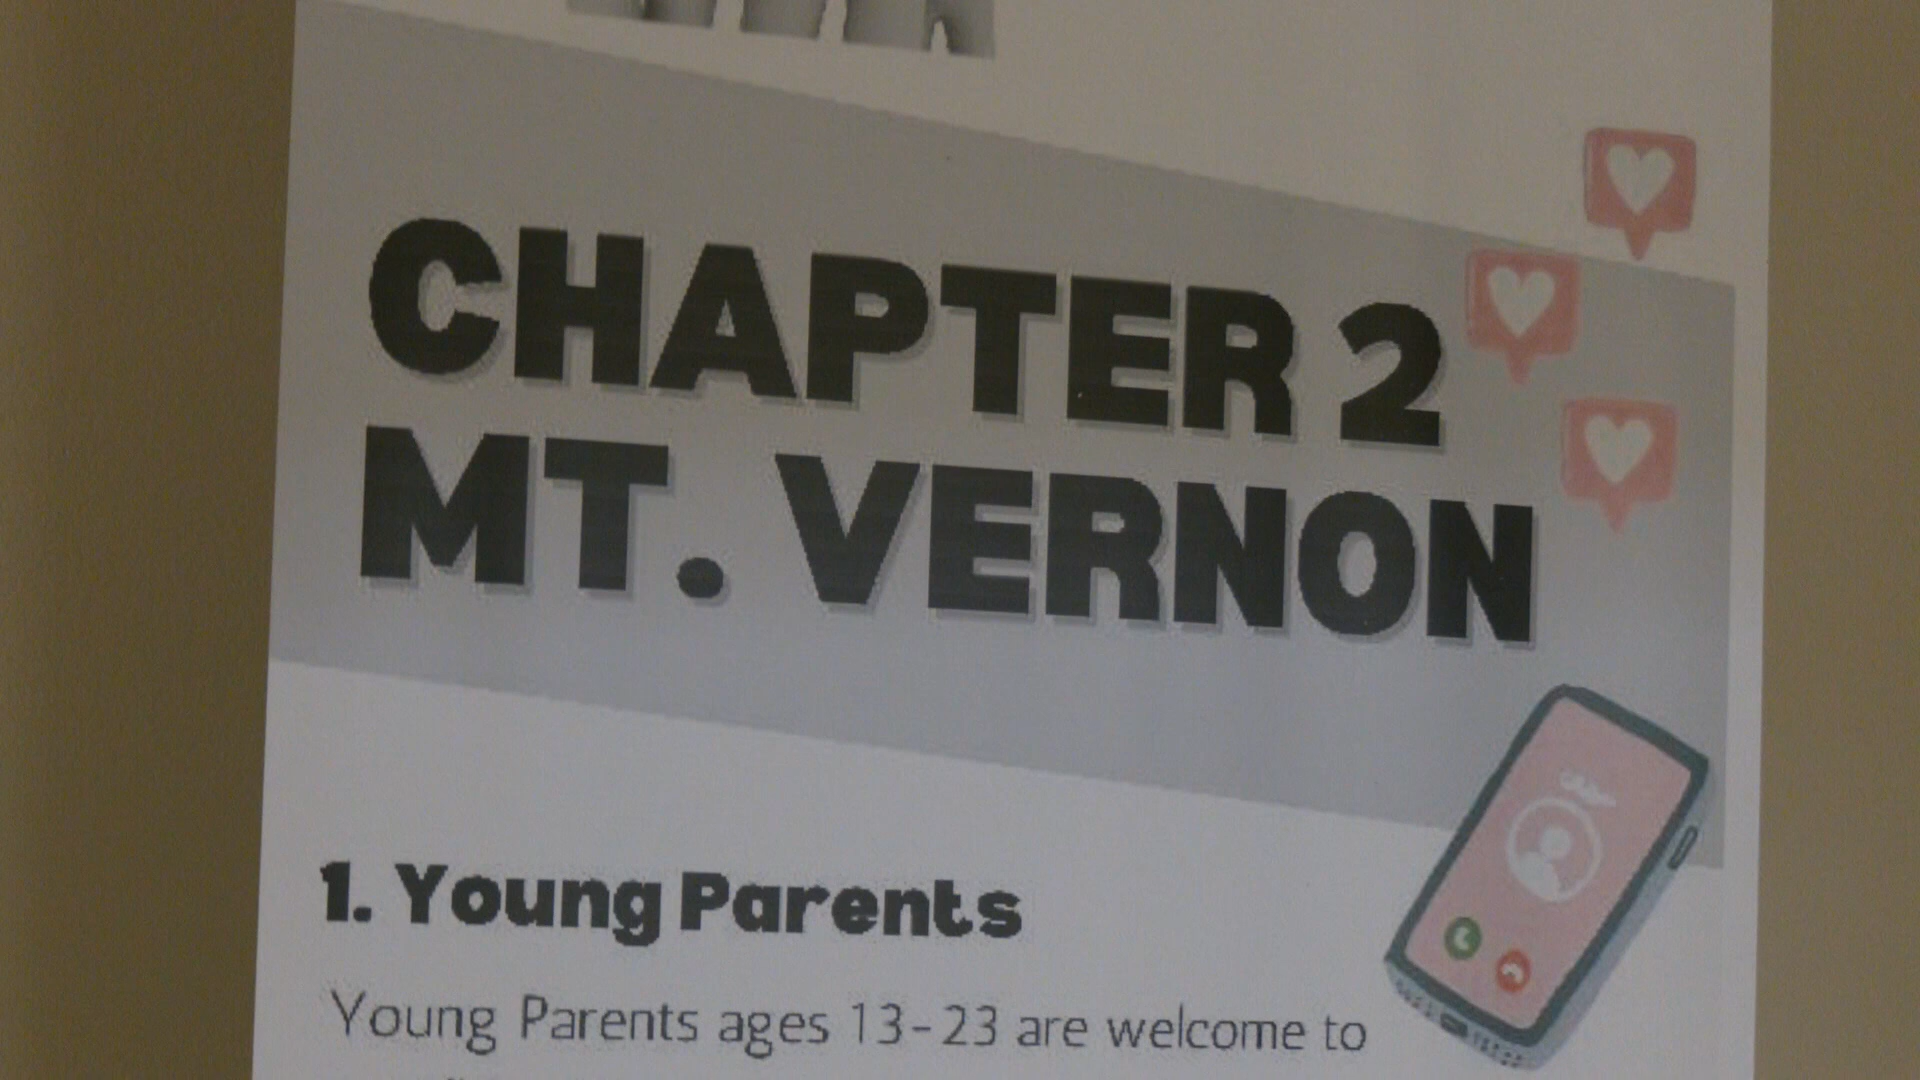 CHAPTER 2
MT. VERNON
1. Young Parents
Young Parents ages 13-23 are welcome to